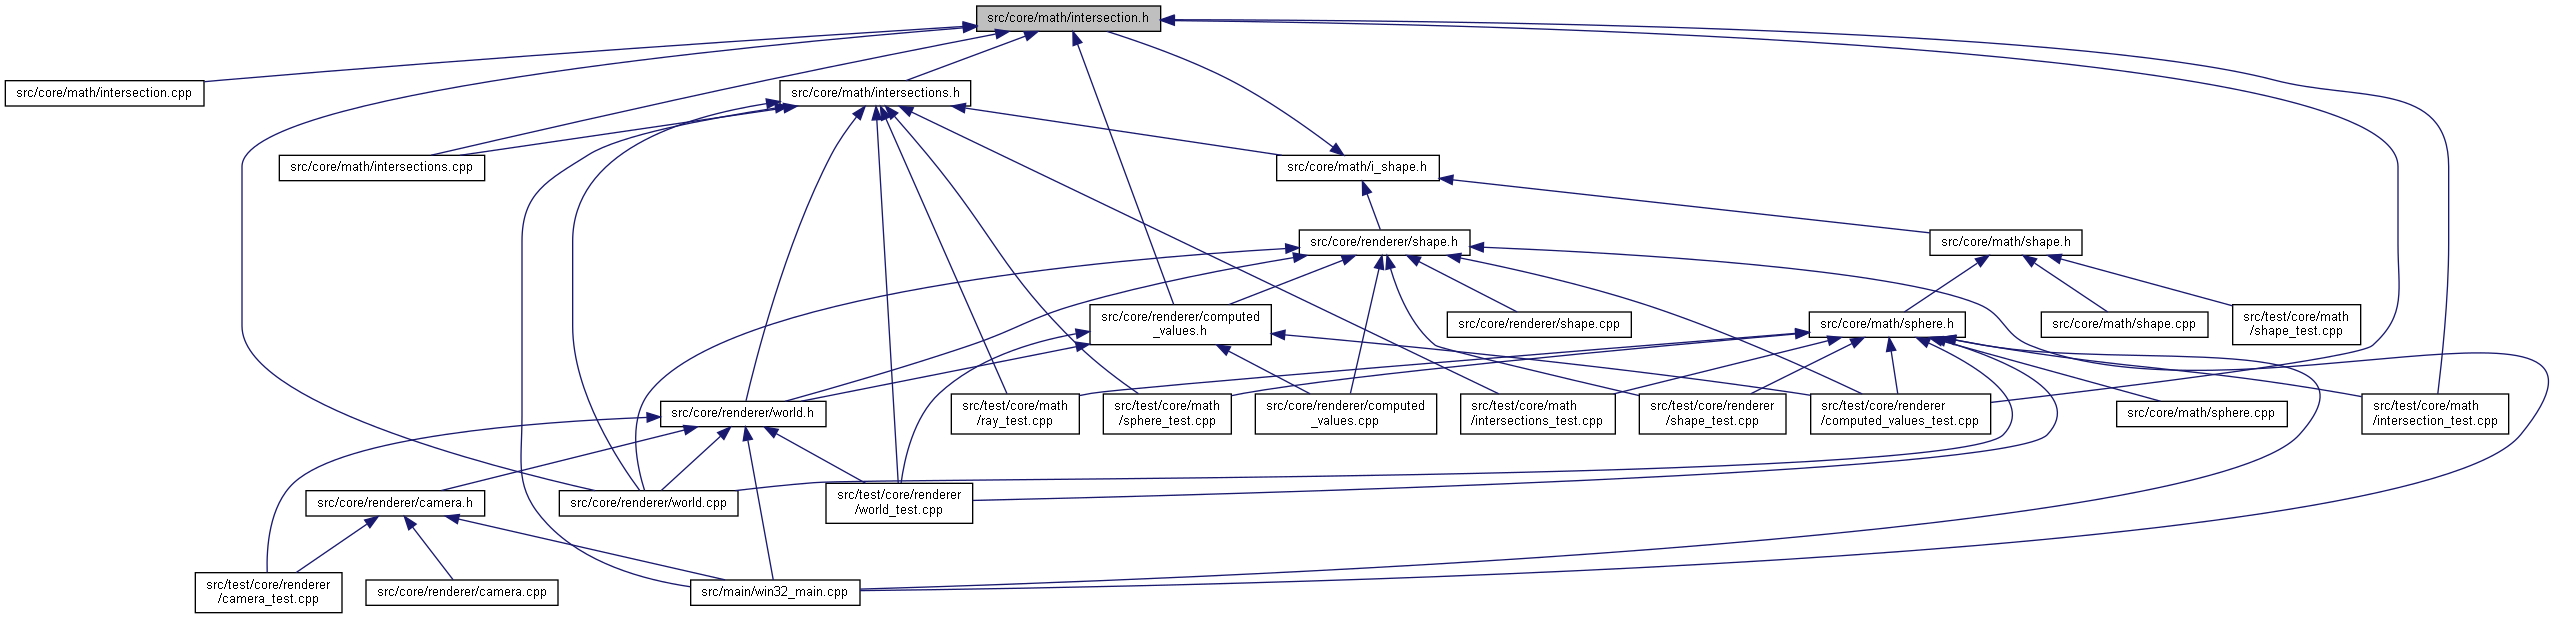 src/core/math/intersection.h
src/core/math/intersection.cpp
src/core/math/intersections.h
src/core/math/intersections.cpp
src/core/math/i_shape.h
src/core/renderer/shape.h
src/core/math/shape.h
src/core/renderer/computed
_values.h
src/core/renderer/shape.cpp
src/core/math/sphere.h
src/core/math/shape.cpp
src/test/core/math
/shape_test.cpp
src/core/renderer/world.h
src/test/core/math
/ray_test.cpp
src/test/core/math
/sphere_test.cpp
src/core/renderer/computed
_values.cpp
src/test/core/math
/intersections_test.cpp
src/test/core/renderer
/shape_test.cpp
src/test/core/renderer
/computed_values_test.cpp
src/core/math/sphere.cpp
src/test/core/math
/intersection_test.cpp
src/core/renderer/camera.h
src/core/renderer/world.cpp
src/test/core/renderer
/world_test.cpp
src/test/core/renderer
/camera_test.cpp
src/core/renderer/camera.cpp
src/main/win32_main.cpp